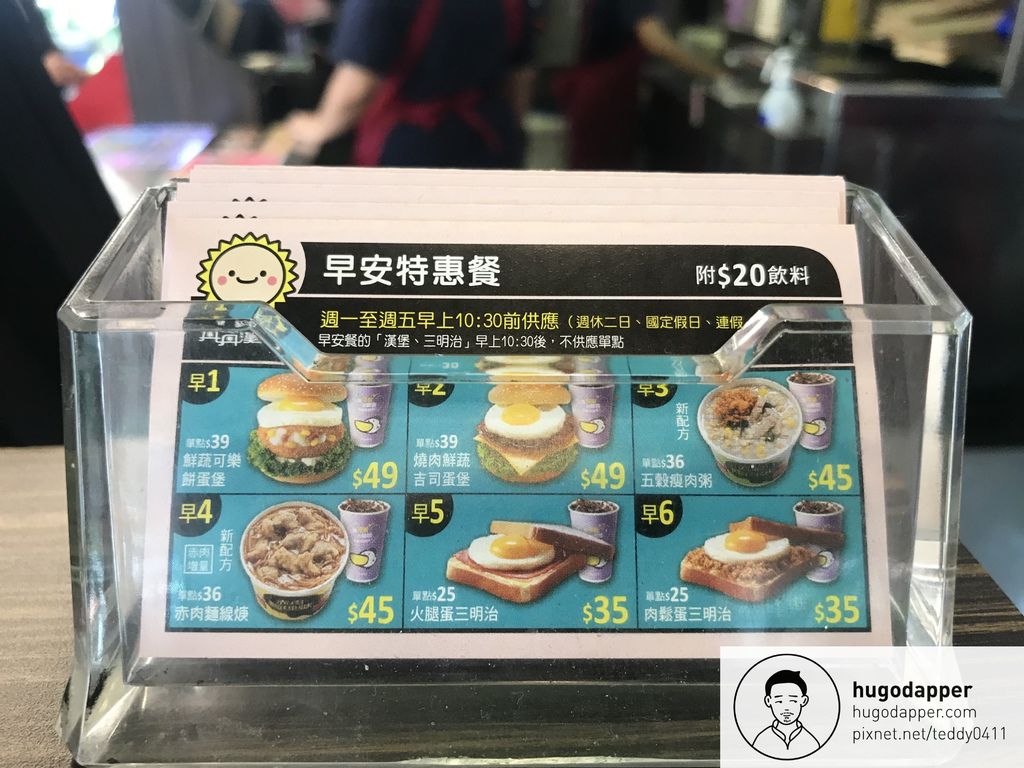 早安特惠餐
附$20飲料
週一至週五早上10:30前供應（週休二日、國定假日、連假
早安餐的「漢堡、三明治」早上10:30後，不供應單點
早1
單點$39
鮮蔬可樂
餅蛋堡
$49
早2
單點$39
燒肉鮮蔬
吉司蛋堡
$49
早3
新配方
單點$36
五穀瘦肉粥
$45
早4
新配方
赤肉
增量
單點$36
赤肉麵線焿
$45
早5
單點$25
火腿蛋三明治
$35
早6
單點$25
肉鬆蛋三明治
$35
hugodapper
hugodapper.com
pixnet.net/teddy0411